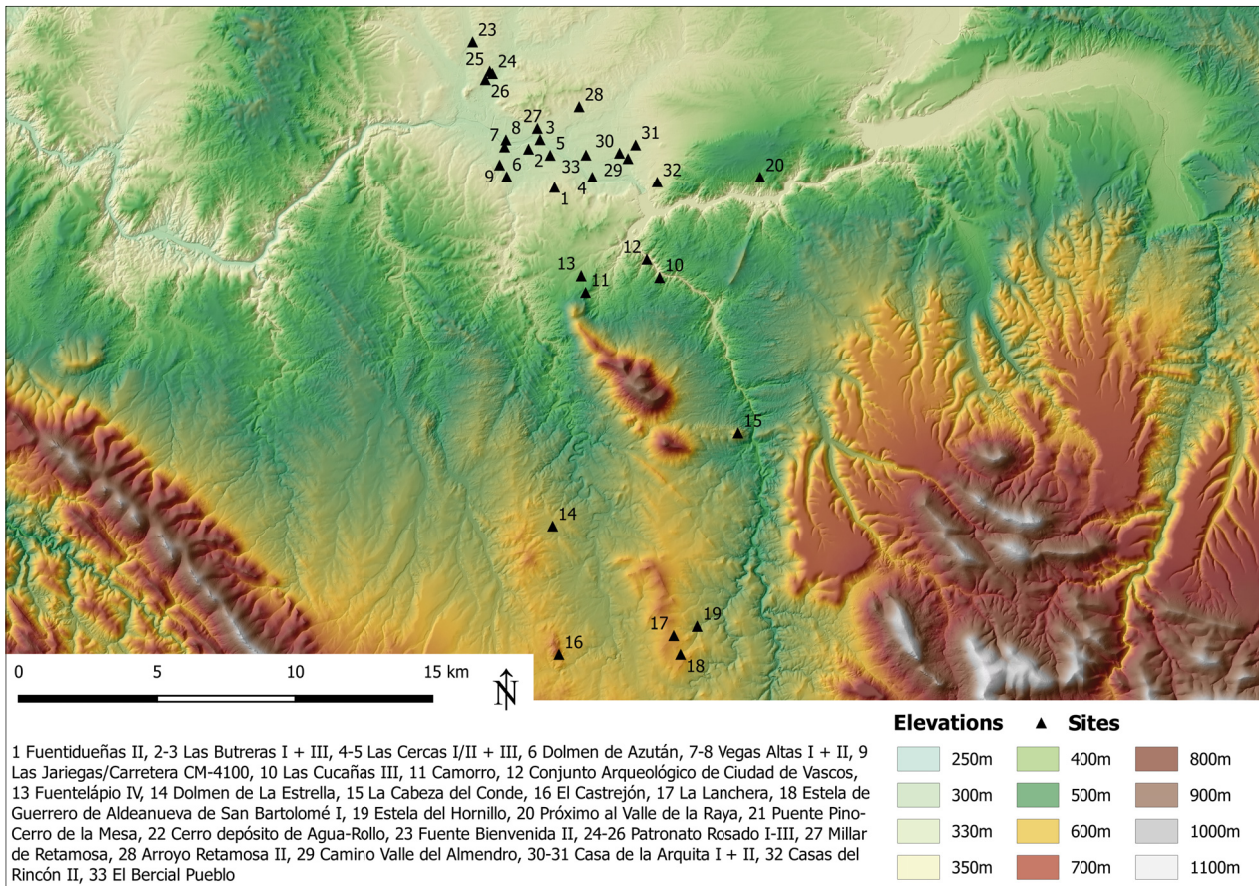 23
25 24
26
28
27
8 3
7
31
30
5
2
33
6
29
32
20
4
9
1
12
13
10
11
15
14
19
17
16
18
0 5 10 15 km
N
Elevations ▲ Sites
250m 400m 800m
300m 500m 900m
330m 600m 1000m
350m 700m 1100m
1 Fuentidueñas II, 2-3 Las Butreras I + III, 4-5 Las Cercas I/II + III, 6 Dolmen de Azután, 7-8 Vegas Altas I + II, 9
Las Jariegas/Carretera CM-4100, 10 Las Cucañas III, 11 Camorro, 12 Conjunto Arqueológico de Ciudad de Vascos,
13 Fuentelápio IV, 14 Dolmen de La Estrella, 15 La Cabeza del Conde, 16 El Castrejón, 17 La Lanchera, 18 Estela de
Guerrero de Aldeanueva de San Bartolomé I, 19 Estela del Hornillo, 20 Próximo al Valle de la Raya, 21 Puente Pino-
Cerro de la Mesa, 22 Cerro depósito de Agua-Rollo, 23 Fuente Bienvenida II, 24-26 Patronato Rosado I-III, 27 Millar
de Retamosa, 28 Arroyo Retamosa II, 29 Camino Valle del Almendro, 30-31 Casa de la Arquita I + II, 32 Casas del
Rincón II, 33 El Bercial Pueblo